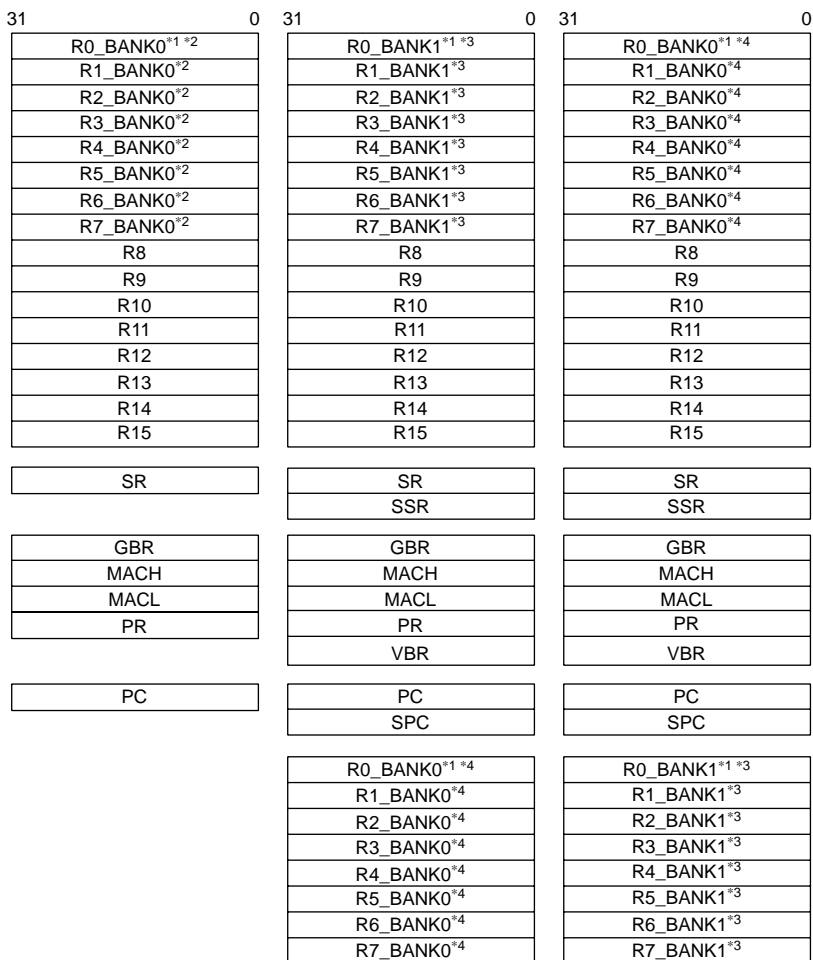 31 0 31 0 31 0
R0_BANK0*1 *2 R0_BANK1*1 *3 R0_BANK0*1 *4
R1_BANK0*2 R1_BANK1*3 R1_BANK0*4
R2_BANK0*2 R2_BANK1*3 R2_BANK0*4
R3_BANK0*2 R3_BANK1*3 R3_BANK0*4
R4_BANK0*2 R4_BANK1*3 R4_BANK0*4
R5_BANK0*2 R5_BANK1*3 R5_BANK0*4
R6_BANK0*2 R6_BANK1*3 R6_BANK0*4
R7_BANK0*2 R7_BANK1*3 R7_BANK0*4
R8 R8 R8
R9 R9 R9
R10 R10 R10
R11 R11 R11
R12 R12 R12
R13 R13 R13
R14 R14 R14
R15 R15 R15
SR SR SR
SSR SSR
GBR GBR GBR
MACH MACH MACH
MACL MACL MACL
PR PR PR
VBR VBR
PC PC PC
SPC SPC
R0_BANK0*1 *4 R0_BANK1*1 *3
R1_BANK0*4 R1_BANK1*3
R2_BANK0*4 R2_BANK1*3
R3_BANK0*4 R3_BANK1*3
R4_BANK0*4 R4_BANK1*3
R5_BANK0*4 R5_BANK1*3
R6_BANK0*4 R6_BANK1*3
R7_BANK0*4 R7_BANK1*3